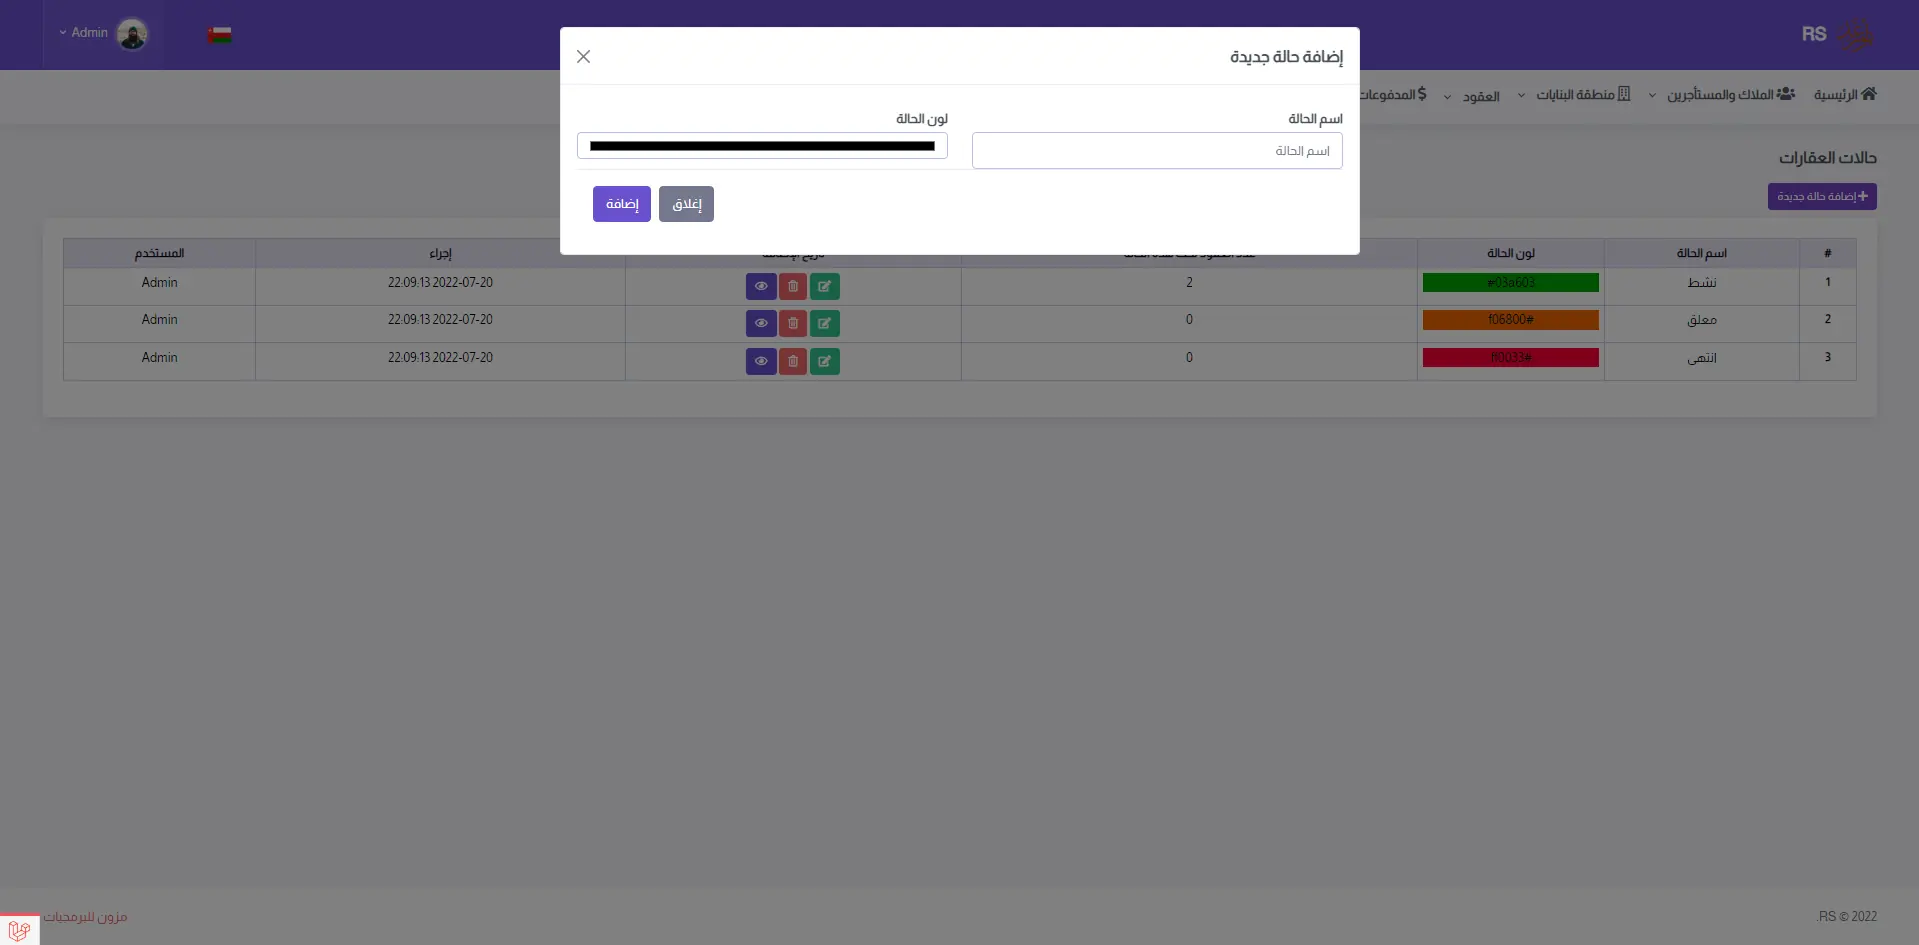 RS
Admin
إضافة حالة جديدة
الرئيسية
الملاك والمستأجرين
منطقة البنايات
العقود
المدفوعات
اسم الحالة
لون الحالة
اسم الحالة
إغلاق
إضافة
حالات العقارات
إضافة حالة جديدة
# اسم الحالة لون الحالة إجراء المستخدم
1 نشط #03a603 2 22:09:13 2022-07-20 Admin
2 معلق f06800# 0 22:09:13 2022-07-20 Admin
3 انتهى ff0033# 0 22:09:13 2022-07-20 Admin
.RS © 2022
مزون للبرمجيات